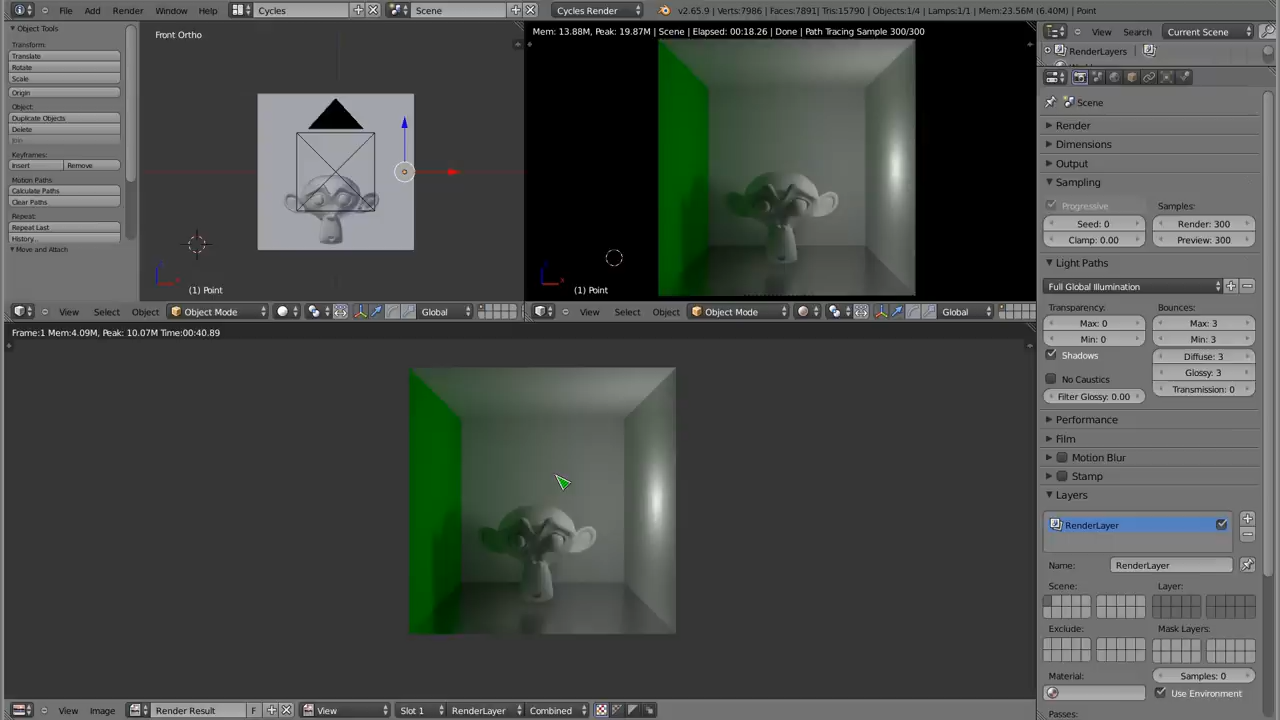 File Add Render Window Help Cycles Scene Cycles Render v2.65.9 | Verts:7986 | Faces:7891| Tris:15790 | Objects:1/4 | Lamps:1/1 | Mem:23.56M (6.40M) | Point
Object Tools
Transform:
Translate
Rotate
Scale
Origin
Object:
Duplicate Objects
Delete
Join
Keyframes:
Insert Remove
Motion Paths:
Calculate Paths
Clear Paths
Repeat:
Repeat Last
History...
Move and Attach
Front Ortho
(1) Point
View Select Object Object Mode Global
Mem: 13.88M, Peak: 19.87M | Scene | Elapsed: 00:18.26 | Done | Path Tracing Sample 300/300
(1) Point
View Select Object Object Mode Global
Frame:1 Mem:4.09M, Peak: 10.07M Time:00:40.89
View Image Render Result F View Slot 1 RenderLayer Combined
View Search Current Scene
RenderLayers
Scene
Render
Dimensions
Output
Sampling
Progressive Samples:
Seed: 0 Render: 300
Clamp: 0.00 Preview: 300
Light Paths
Full Global Illumination
Transparency: Bounces:
Max: 0 Max: 3
Min: 0 Min: 3
Shadows Diffuse: 3
Glossy: 3
No Caustics Transmission: 0
Filter Glossy: 0.00
Performance
Film
Motion Blur
Stamp
Layers
RenderLayer
Name: RenderLayer
Scene: Layer:
Exclude: Mask Layers:
Material: Samples: 0
Use Environment
Passes: